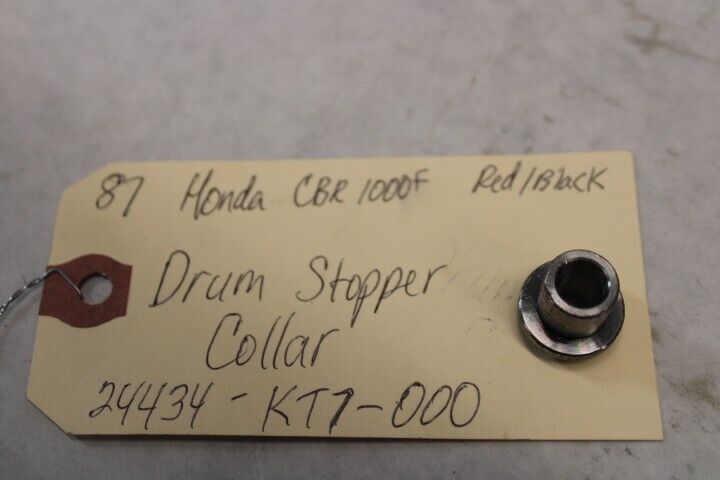 87 Honda CBR 1000F Red/Black
Drum Stopper
Collar
24434-KT7-000